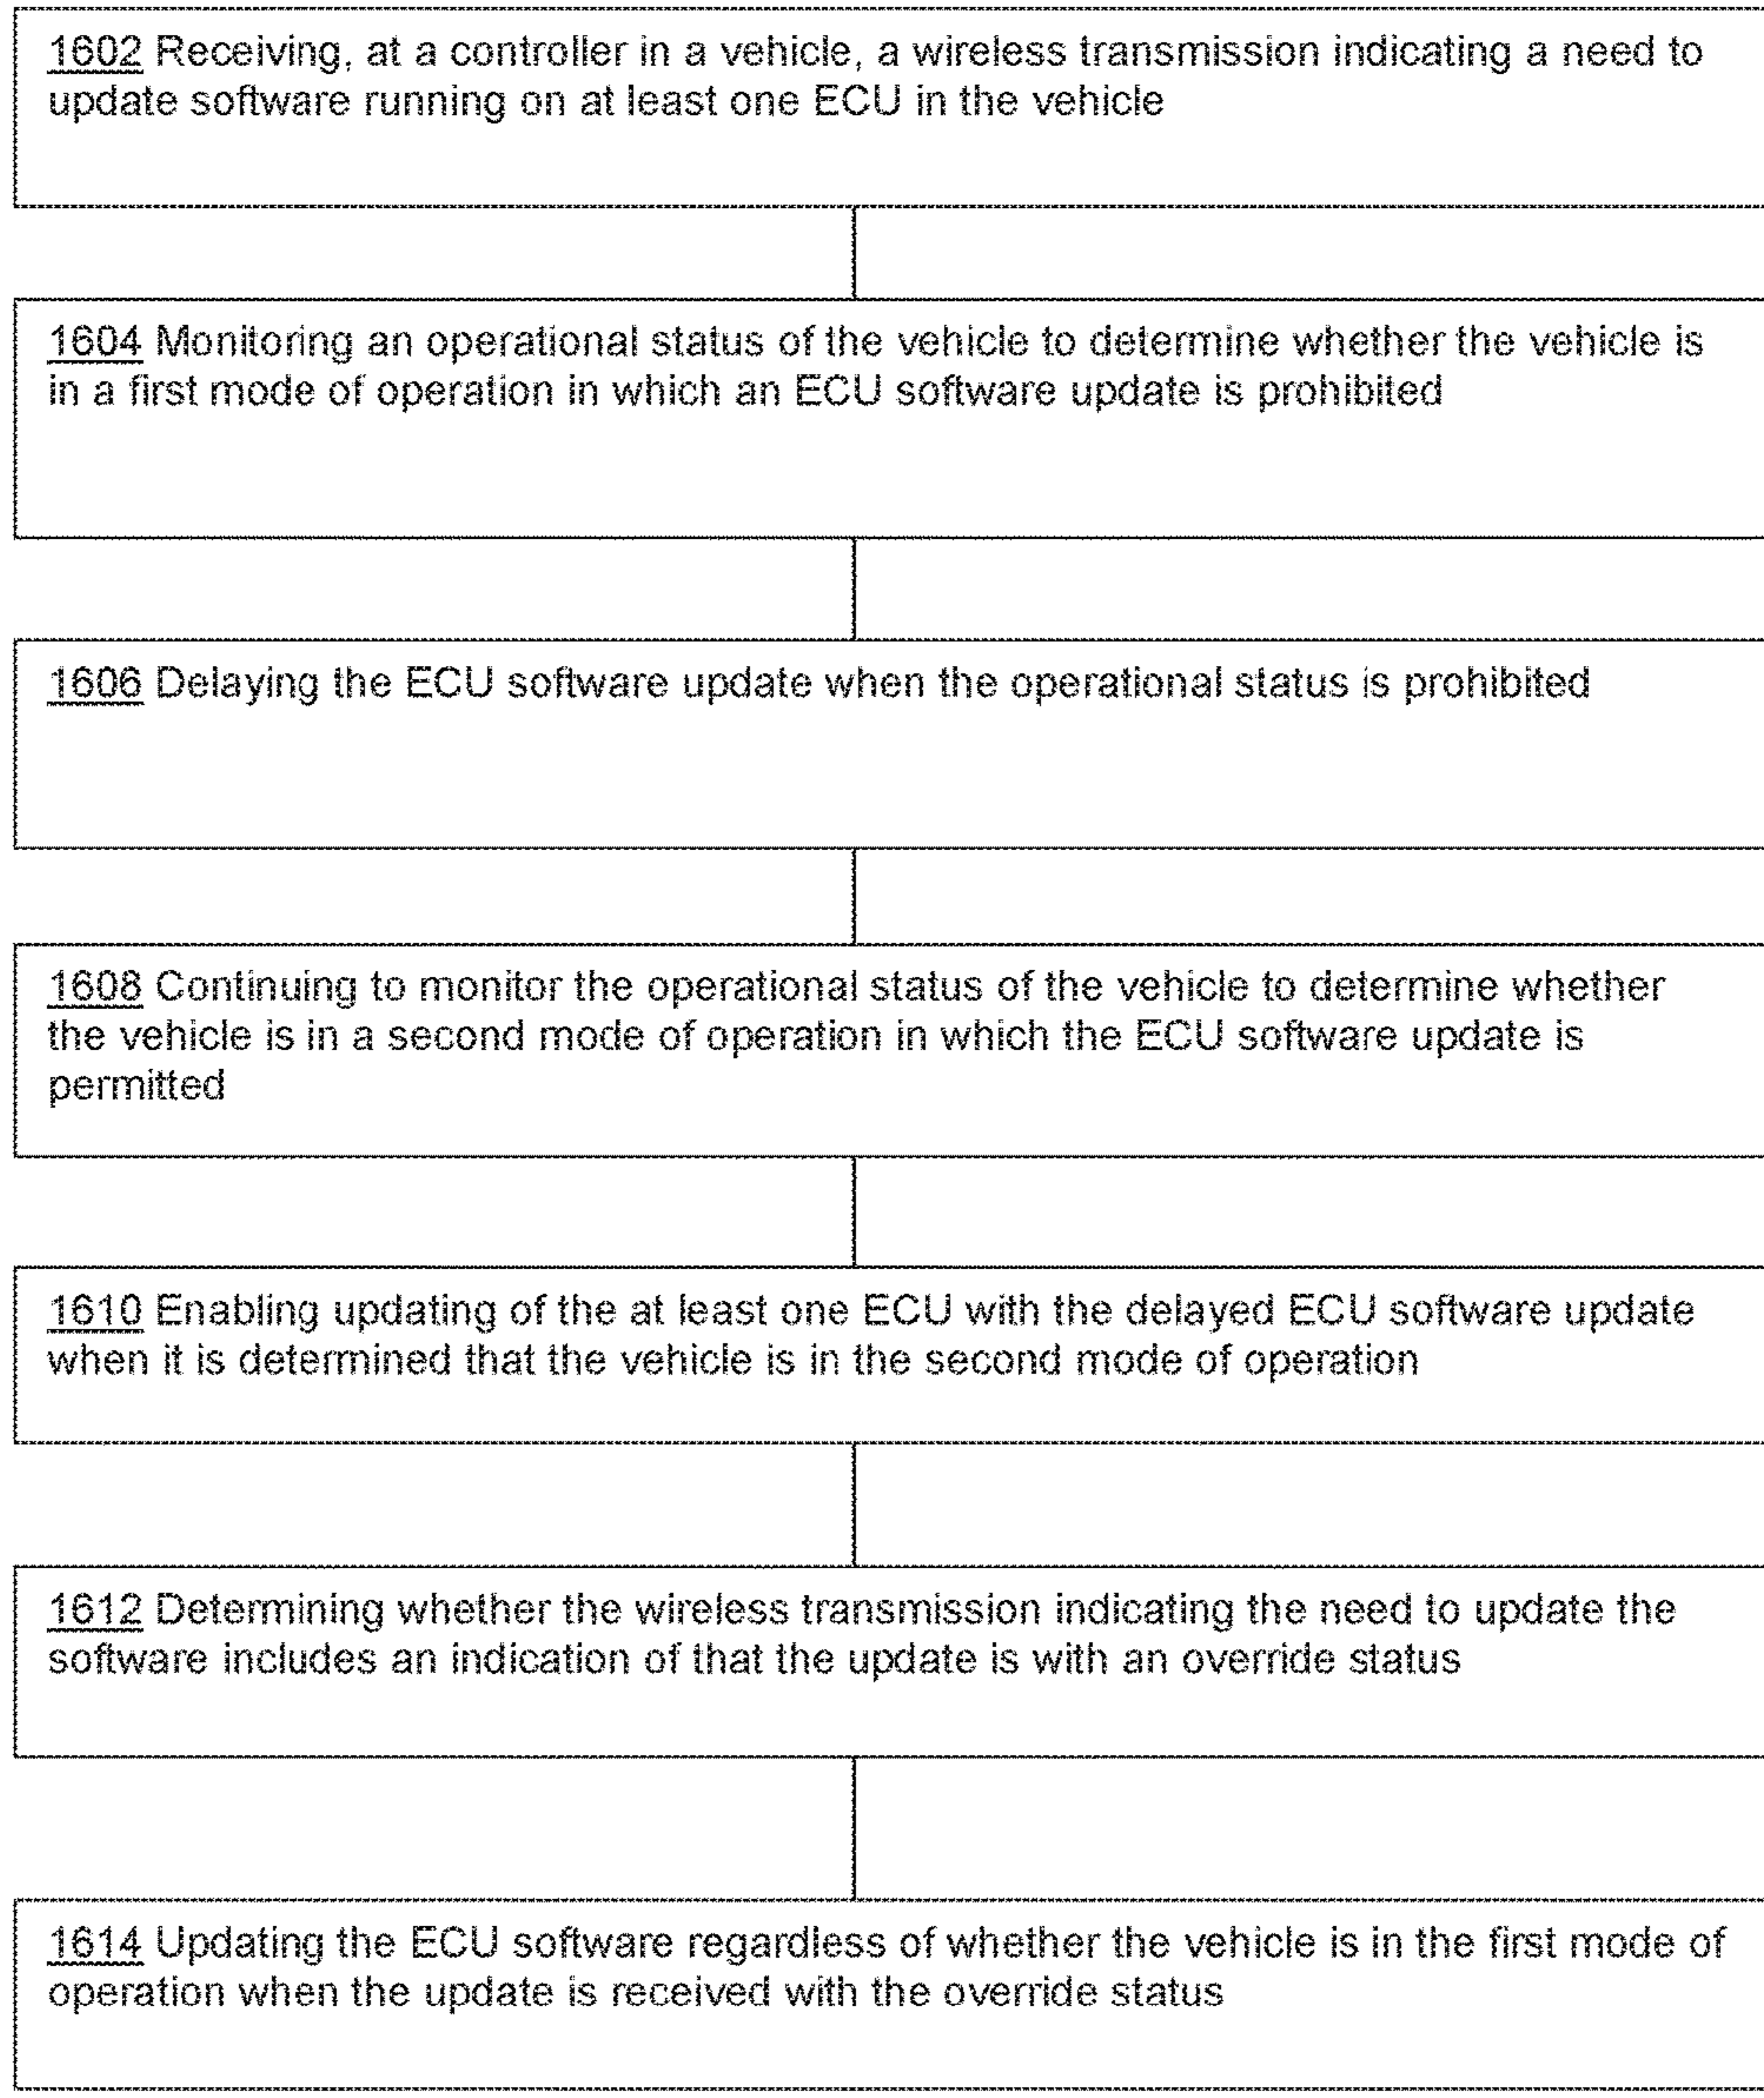 1602 Receiving, at a controller in a vehicle, a wireless transmission indicating a need to
update software running on at least one ECU in the vehicle
1604 Monitoring an operational status of the vehicle to determine whether the vehicle is
in a first mode of operation in which an ECU software update is prohibited
1606 Delaying the ECU software update when the operational status is prohibited
1608 Continuing to monitor the operational status of the vehicle to determine whether
the vehicle is in a second mode of operation in which the ECU software update is
permitted
1610 Enabling updating of the at least one ECU with the delayed ECU software update
when it is determined that the vehicle is in the second mode of operation
1612 Determining whether the wireless transmission indicating the need to update the
software includes an indication of that the update is with an override status
1614 Updating the ECU software regardless of whether the vehicle is in the first mode of
operation when the update is received with the override status